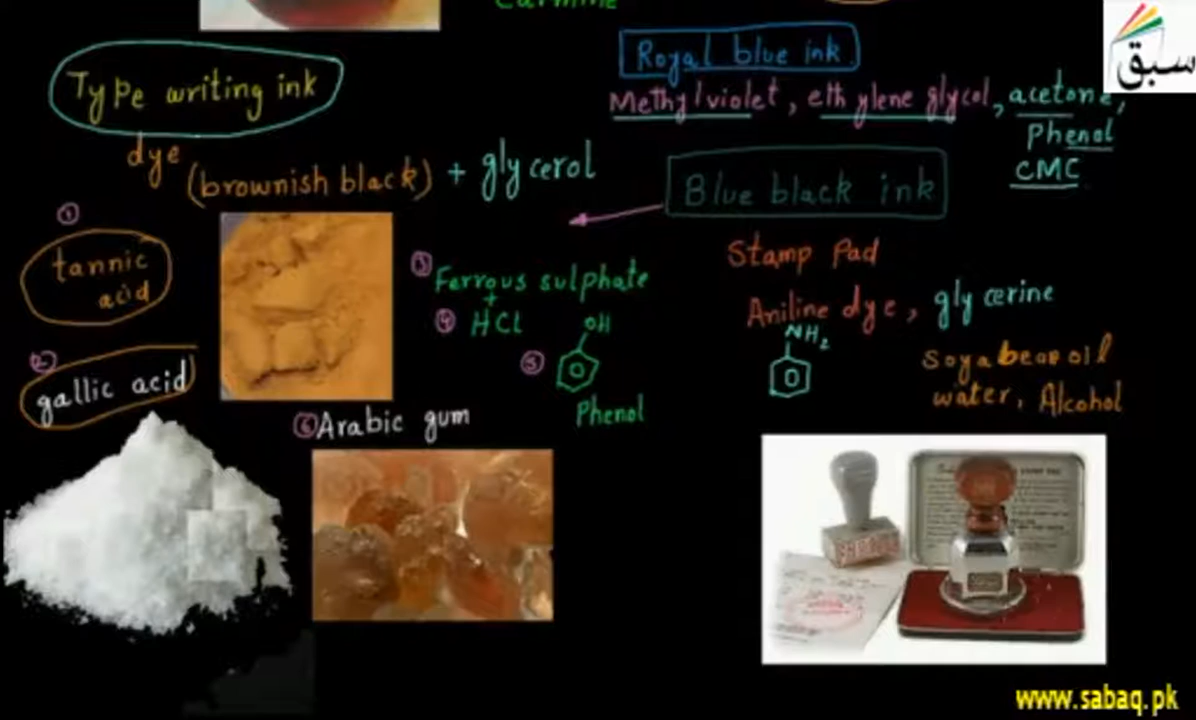 Carmine
Type writing ink
dye
(brownish black) + glycerol
Royal blue ink
Methylviolet, ethylene glycol, acetone,
Phenol
CMC
سبق
Blue black ink
① tannic
acid
② gallic acid
③ Ferrous sulphate
+
④ HCl
⑤ OH
Phenol
⑥ Arabic gum
Stamp Pad
Aniline dye, glycerine
NH₂
Soyabean oil
water, Alcohol
www.sabaq.pk